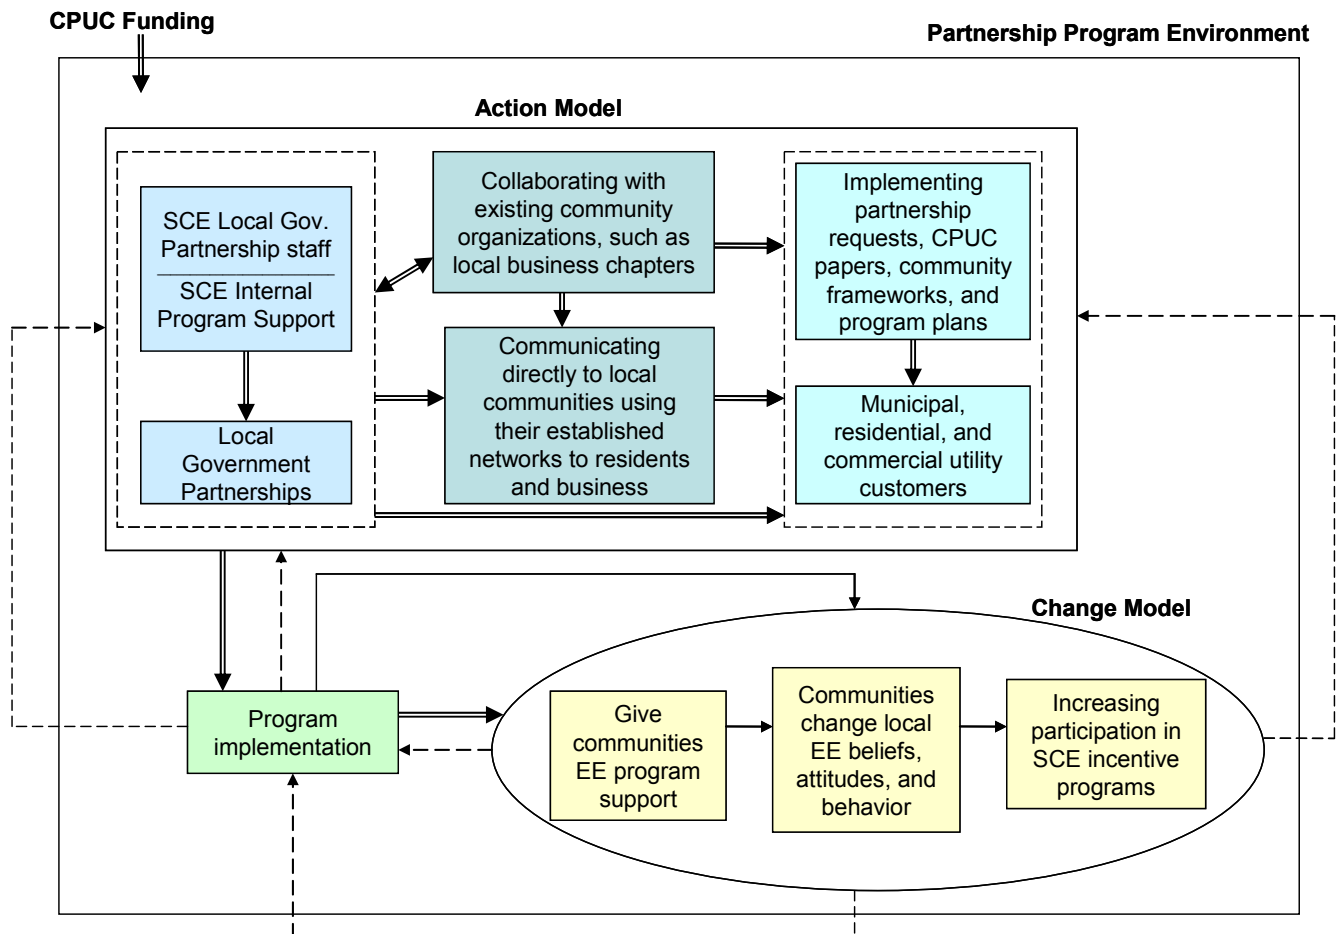 CPUC Funding
Partnership Program Environment
Action Model
SCE Local Gov.
Partnership staff
SCE Internal
Program Support
Local
Government
Partnerships
Collaborating with
existing community
organizations, such as
local business chapters
Communicating
directly to local
communities using
their established
networks to residents
and business
Implementing
partnership
requests, CPUC
papers, community
frameworks, and
program plans
Municipal,
residential, and
commercial utility
customers
Change Model
Program
implementation
Give
communities
EE program
support
Communities
change local
EE beliefs,
attitudes, and
behavior
Increasing
participation in
SCE incentive
programs